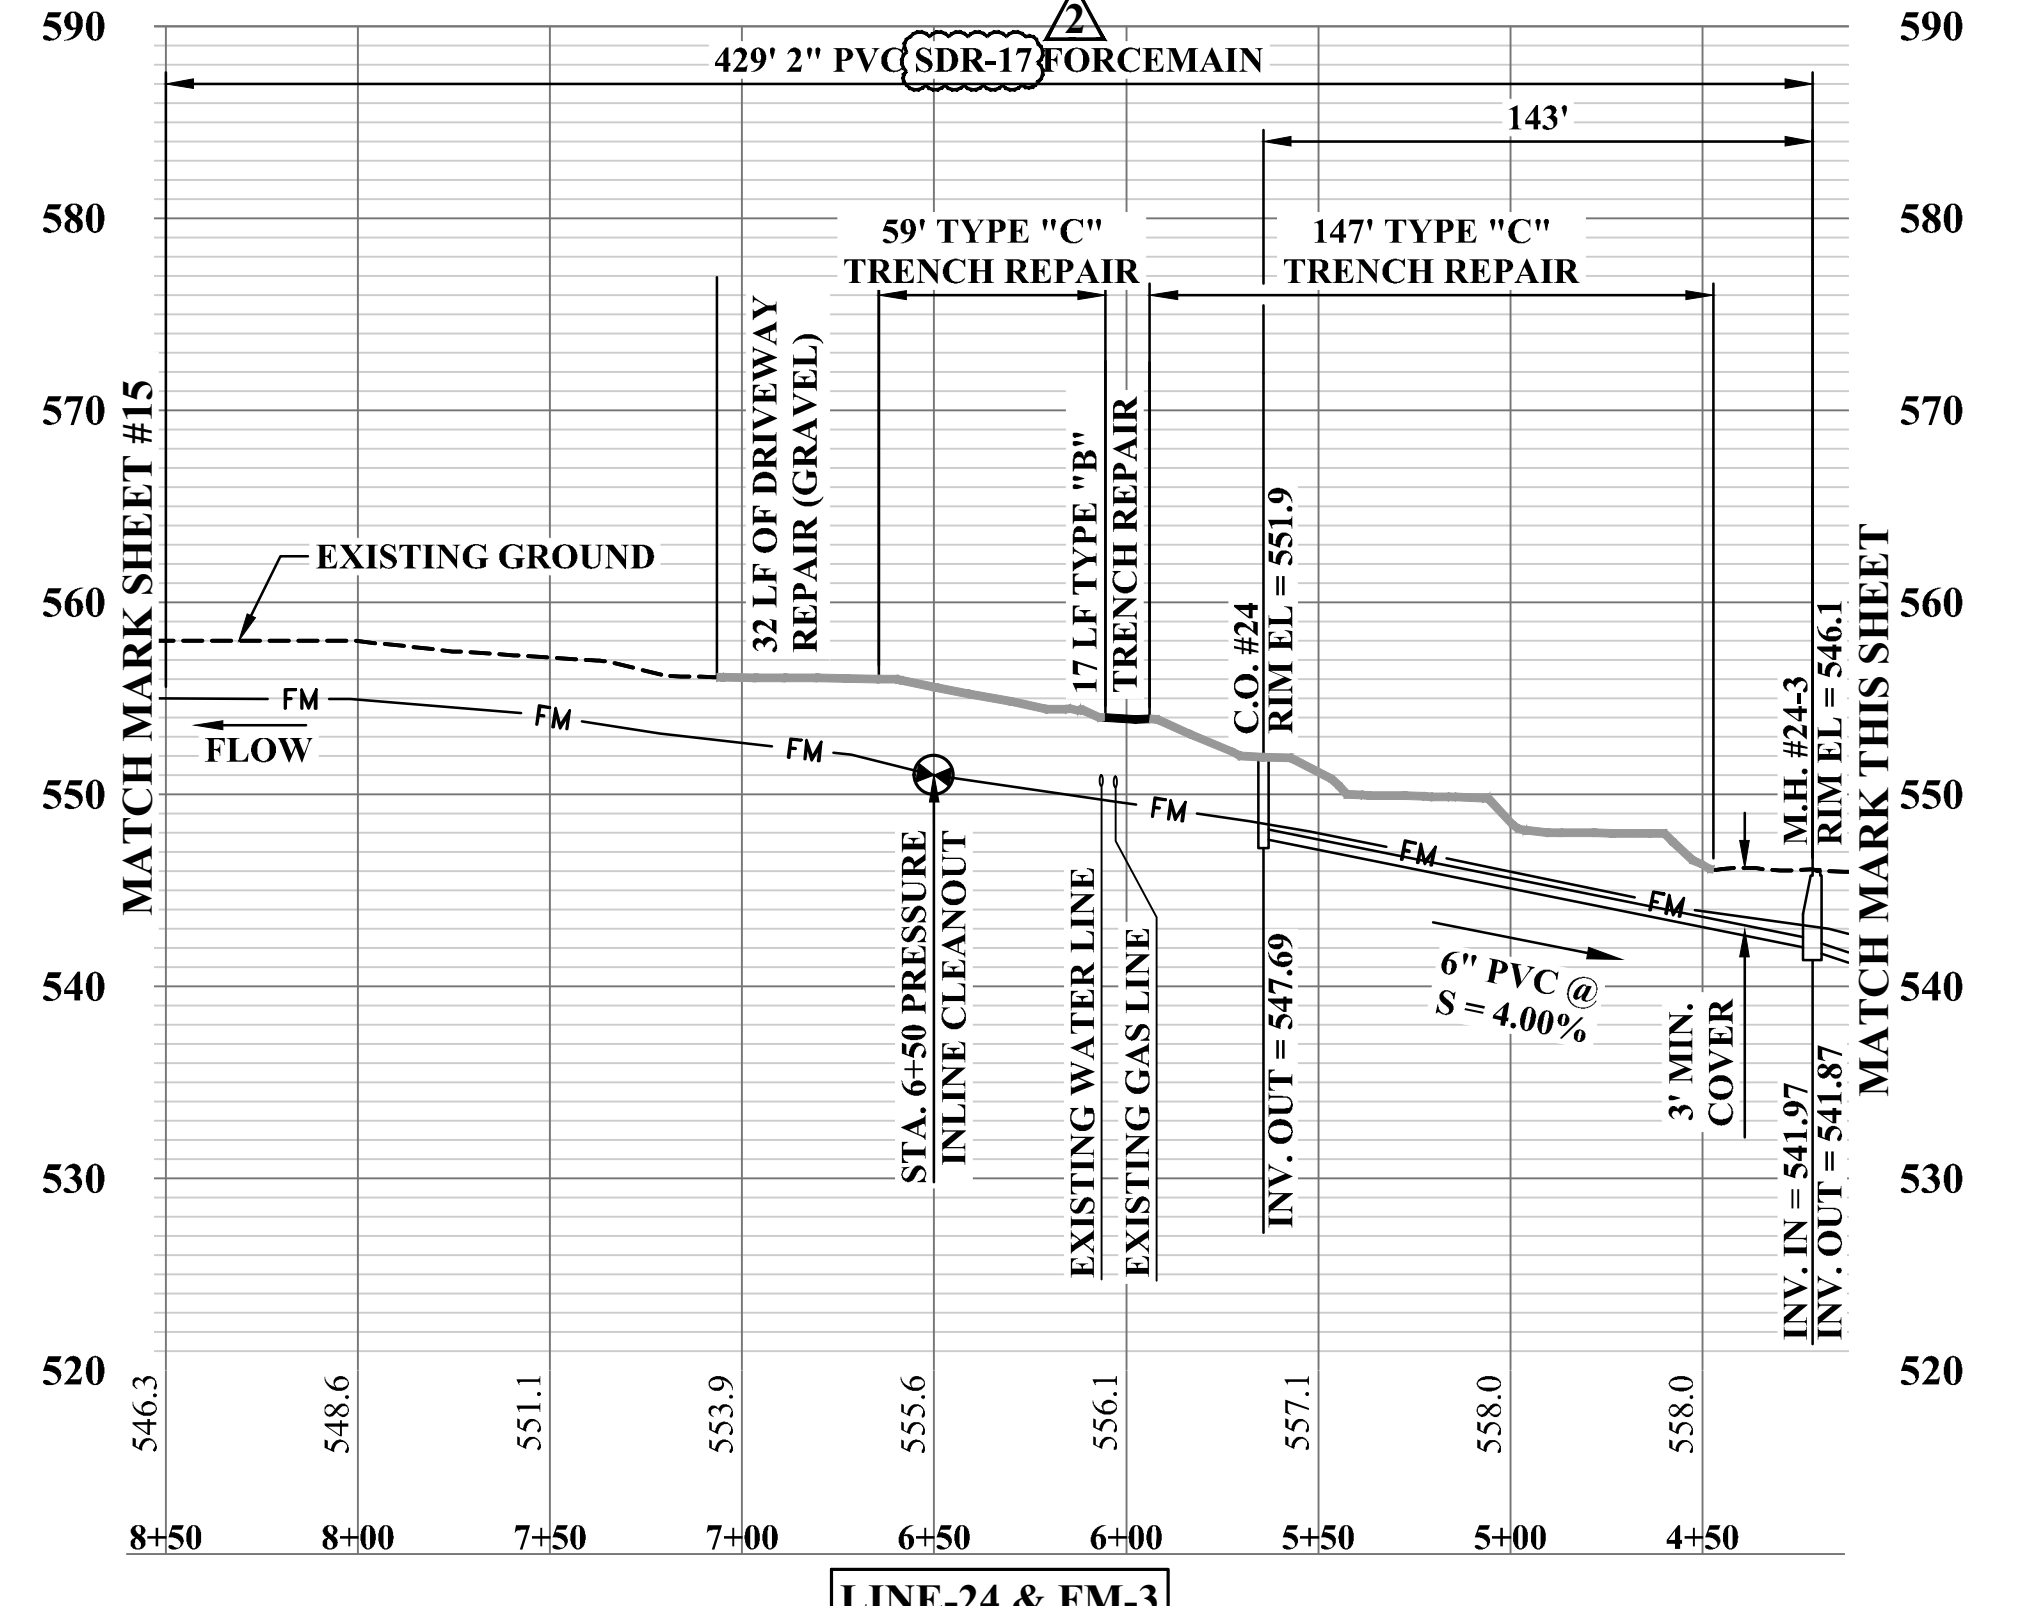 2
429' 2" PVC SDR-17 FORCEMAIN
143'
59' TYPE "C"
TRENCH REPAIR
147' TYPE "C"
TRENCH REPAIR
590
580
570
560
550
540
530
520
590
580
570
560
550
540
530
520
MATCH MARK SHEET #15
EXISTING GROUND
32 LF OF DRIVEWAY
REPAIR (GRAVEL)
17 LF TYPE "B"
TRENCH REPAIR
C.O. #24
RIM EL = 551.9
M.H. #24-3
RIM EL = 546.1
MATCH MARK THIS SHEET
FM
FM
FM
FM
FM
FM
FLOW
STA. 6+50 PRESSURE
INLINE CLEANOUT
EXISTING WATER LINE
EXISTING GAS LINE
INV. OUT = 547.69
6" PVC @
S = 4.00%
3' MIN.
COVER
INV. IN = 541.97
INV. OUT = 541.87
546.3
548.6
551.1
553.9
555.6
556.1
557.1
558.0
558.0
8+50
8+00
7+50
7+00
6+50
6+00
5+50
5+00
4+50
LINE-24 & FM-3